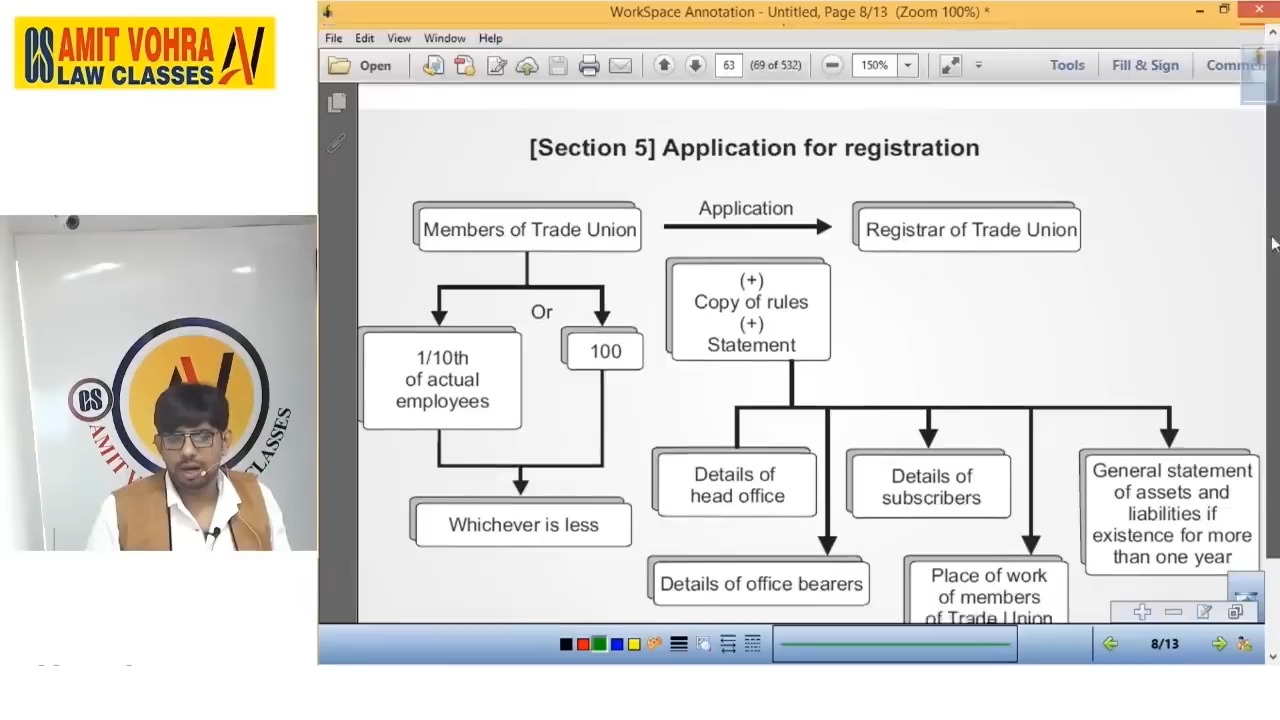 CS AMIT VOHRA
LAW CLASSES
WorkSpace Annotation - Untitled, Page 8/13 (Zoom 100%) *
File Edit View Window Help
Open
63
(69 of 532)
150%
Tools
Fill & Sign
Comme
[Section 5] Application for registration
Members of Trade Union
Application
Registrar of Trade Union
Or
1/10th
of actual
employees
100
Whichever is less
(+)
Copy of rules
(+)
Statement
Details of
head office
Details of
subscribers
General statement
of assets and
liabilities if
existence for more
than one year
Details of office bearers
Place of work
of members
of Trade Union
CS
AMIT V
CLASSES
8/13